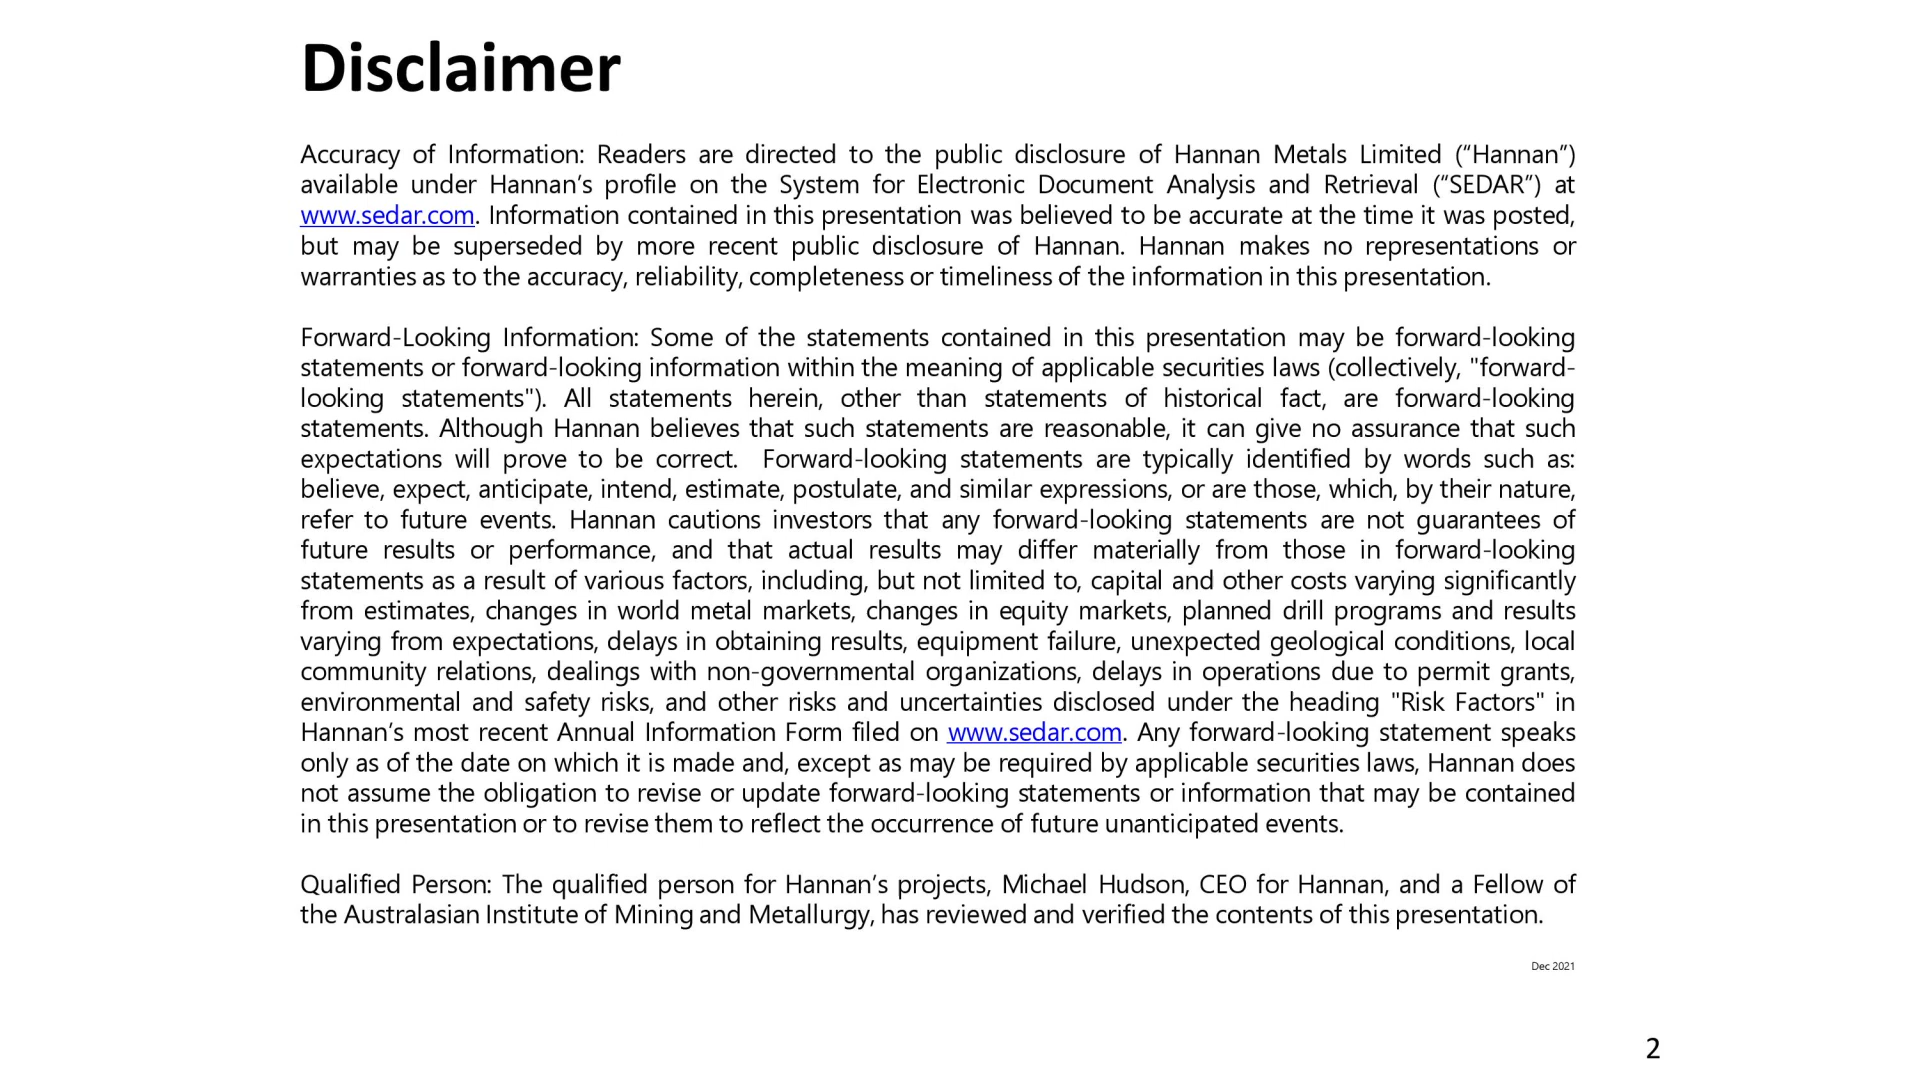 Disclaimer
Accuracy of Information: Readers are directed to the public disclosure of Hannan Metals Limited (“Hannan”)
available under Hannan’s profile on the System for Electronic Document Analysis and Retrieval (“SEDAR”) at
www.sedar.com. Information contained in this presentation was believed to be accurate at the time it was posted,
but may be superseded by more recent public disclosure of Hannan. Hannan makes no representations or
warranties as to the accuracy, reliability, completeness or timeliness of the information in this presentation.
Forward-Looking Information: Some of the statements contained in this presentation may be forward-looking
statements or forward-looking information within the meaning of applicable securities laws (collectively, "forward-
looking statements"). All statements herein, other than statements of historical fact, are forward-looking
statements. Although Hannan believes that such statements are reasonable, it can give no assurance that such
expectations will prove to be correct.  Forward-looking statements are typically identified by words such as:
believe, expect, anticipate, intend, estimate, postulate, and similar expressions, or are those, which, by their nature,
refer to future events. Hannan cautions investors that any forward-looking statements are not guarantees of
future results or performance, and that actual results may differ materially from those in forward-looking
statements as a result of various factors, including, but not limited to, capital and other costs varying significantly
from estimates, changes in world metal markets, changes in equity markets, planned drill programs and results
varying from expectations, delays in obtaining results, equipment failure, unexpected geological conditions, local
community relations, dealings with non-governmental organizations, delays in operations due to permit grants,
environmental and safety risks, and other risks and uncertainties disclosed under the heading "Risk Factors" in
Hannan’s most recent Annual Information Form filed on www.sedar.com. Any forward-looking statement speaks
only as of the date on which it is made and, except as may be required by applicable securities laws, Hannan does
not assume the obligation to revise or update forward-looking statements or information that may be contained
in this presentation or to revise them to reflect the occurrence of future unanticipated events.
Qualified Person: The qualified person for Hannan’s projects, Michael Hudson, CEO for Hannan, and a Fellow of
the Australasian Institute of Mining and Metallurgy, has reviewed and verified the contents of this presentation.
Dec 2021
2